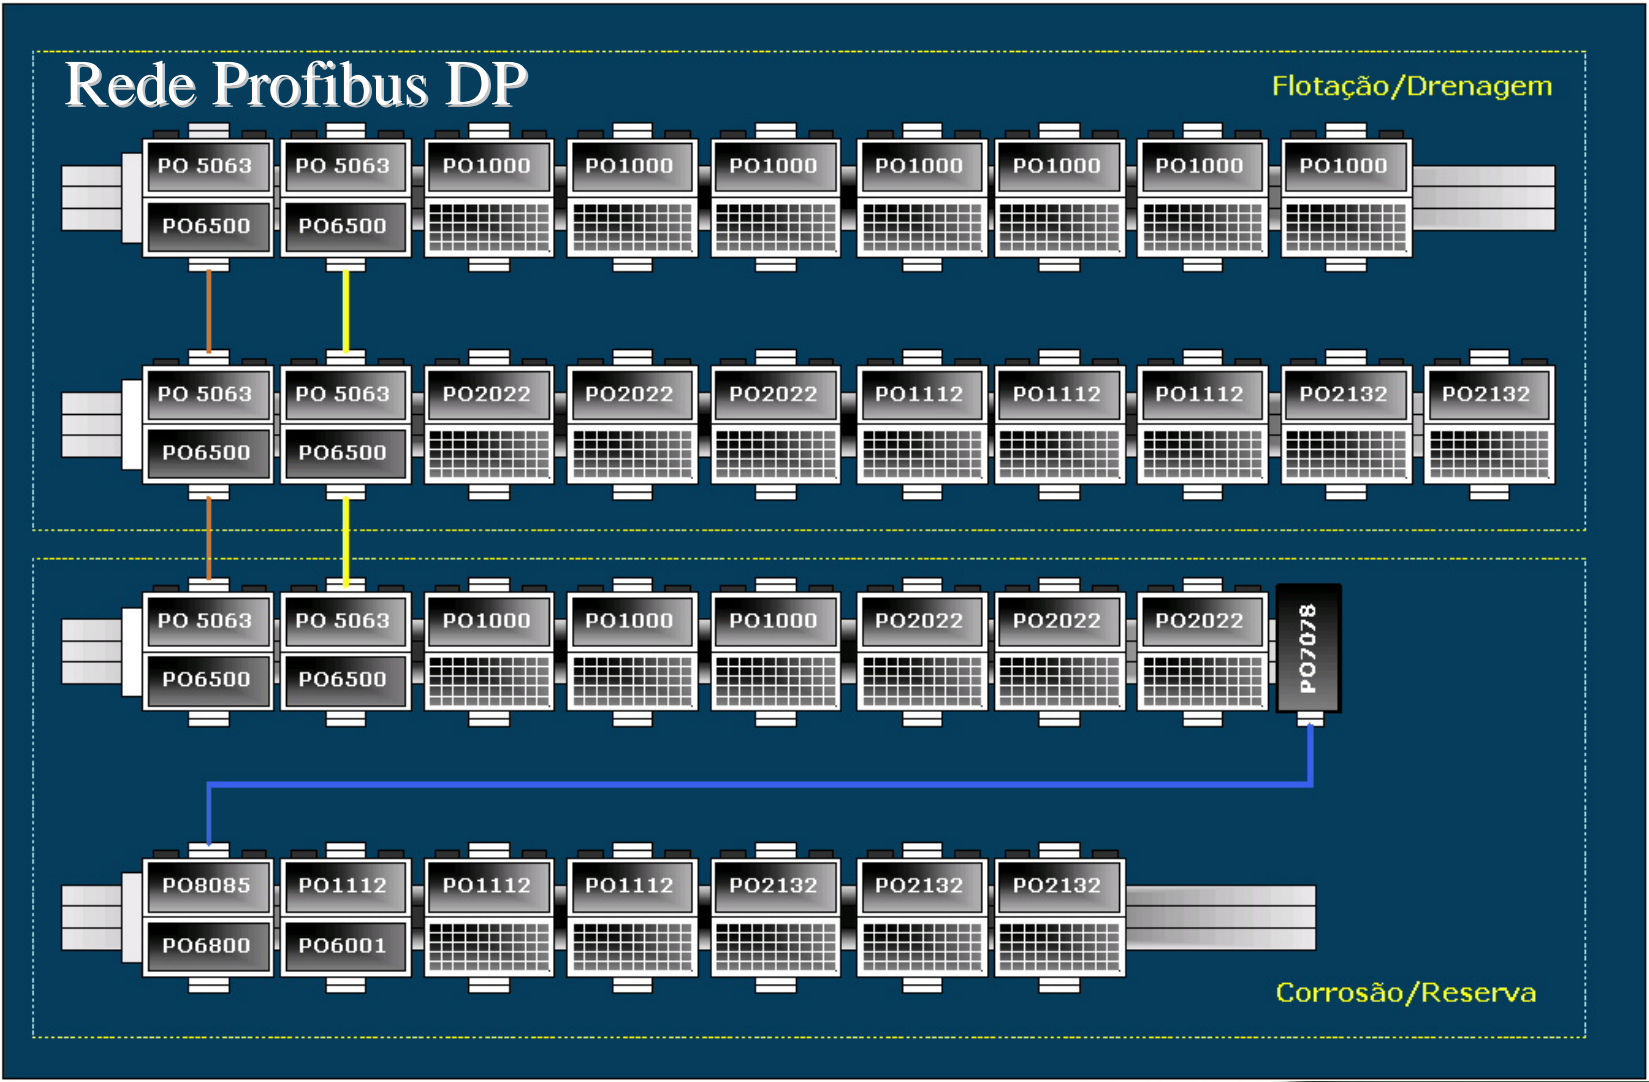 Rede Profibus DP
Flotação/Drenagem
PO 5063 PO 5063 PO1000 PO1000 PO1000 PO1000 PO1000 PO1000 PO1000
PO6500 PO6500
PO 5063 PO 5063 PO2022 PO2022 PO2022 PO1112 PO1112 PO1112 PO2132 PO2132
PO6500 PO6500
PO 5063 PO 5063 PO1000 PO1000 PO1000 PO2022 PO2022 PO2022 PO7078
PO6500 PO6500
PO8085 PO1112 PO1112 PO1112 PO2132 PO2132 PO2132
PO6800 PO6001
Corrosão/Reserva